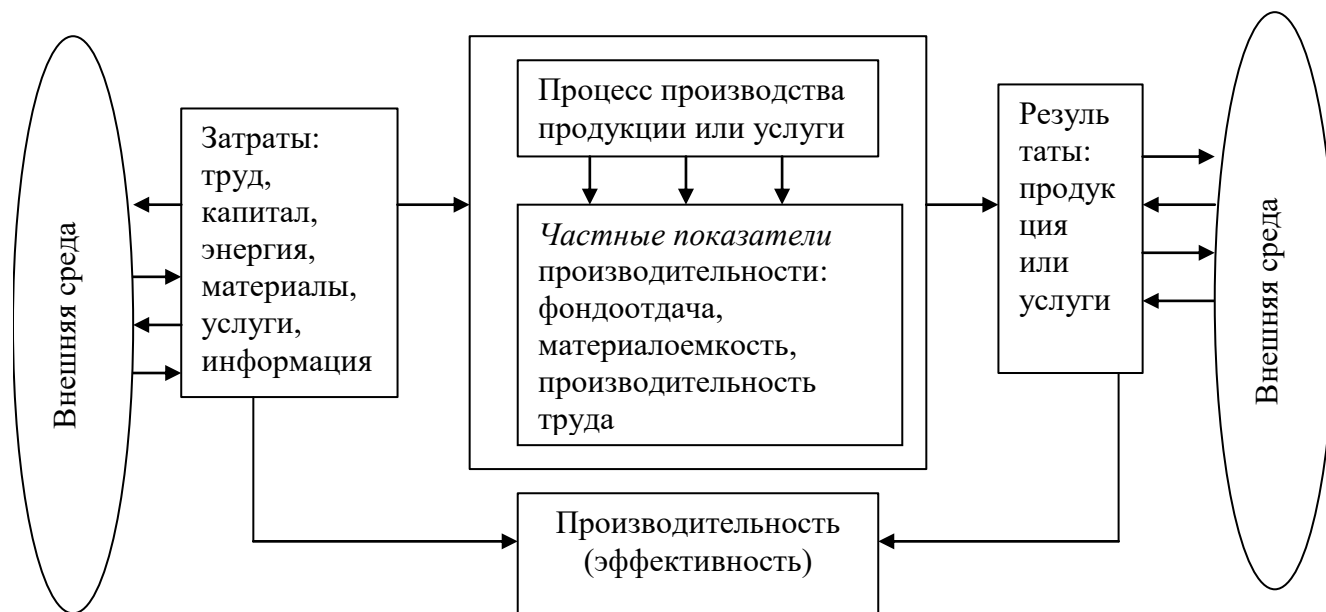 Внешняя среда
Затраты:
труд,
капитал,
энергия,
материалы,
услуги,
информация
Процесс производства
продукции или услуги
Частные показатели
производительности:
фондоотдача,
материалоемкость,
производительность
труда
Резуль
таты:
продук
ция
или
услуги
Внешняя среда
Производительность
(эффективность)